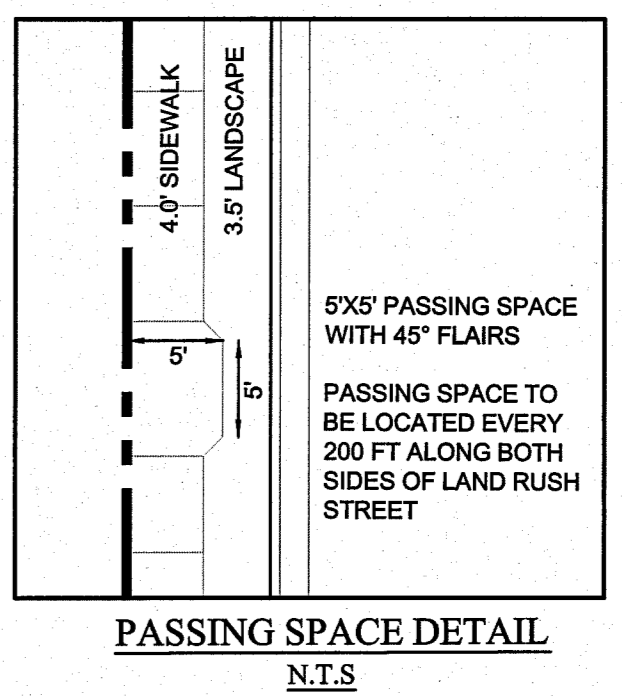 4.0' SIDEWALK
3.5' LANDSCAPE
5'
5'
5'X5' PASSING SPACE
WITH 45° FLAIRS
PASSING SPACE TO
BE LOCATED EVERY
200 FT ALONG BOTH
SIDES OF LAND RUSH
STREET
PASSING SPACE DETAIL
N.T.S